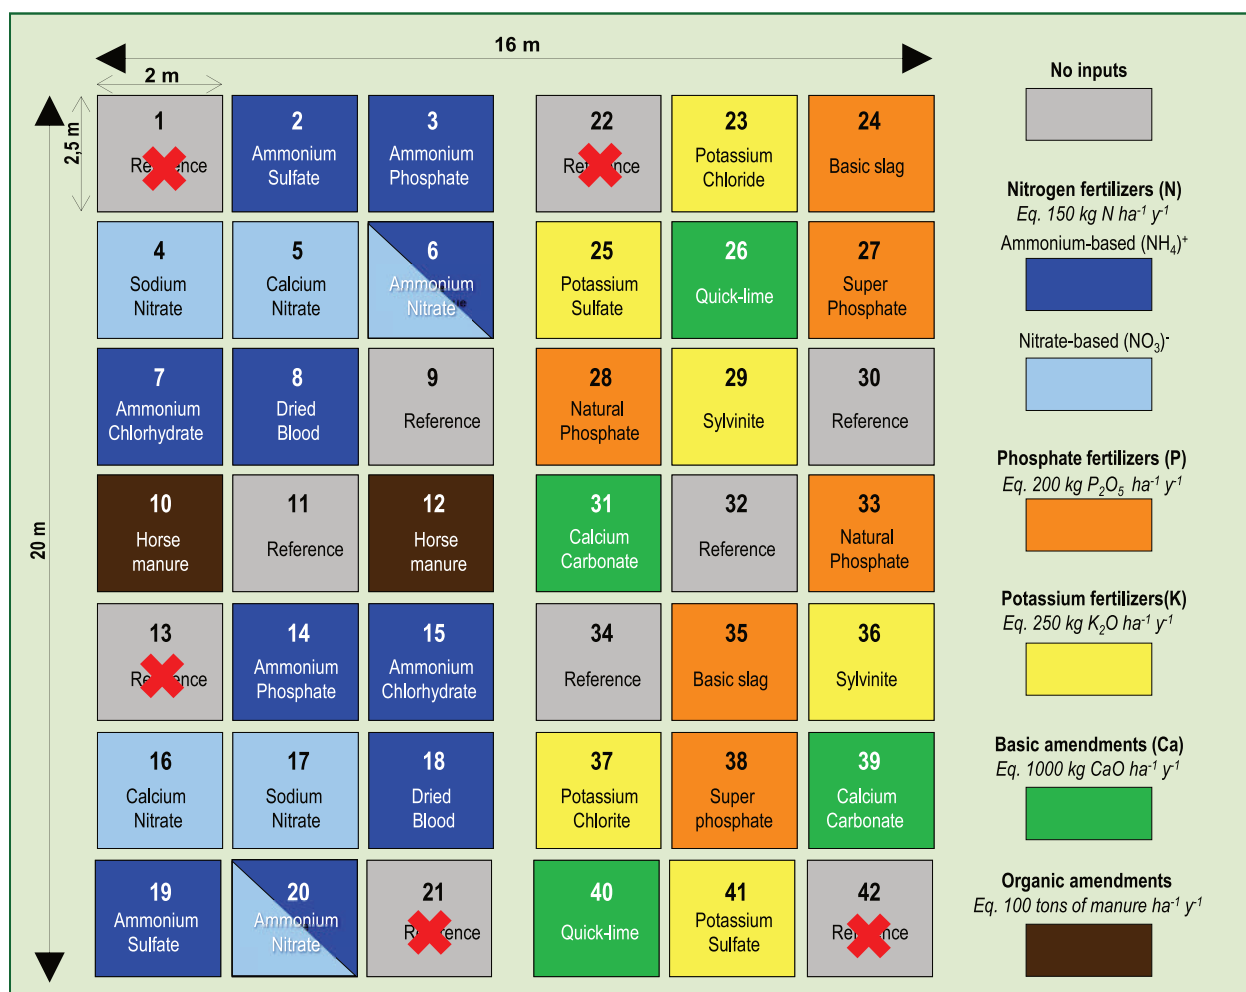 16 m
2 m
2,5 m
20 m
1
Reference
2
Ammonium
Sulfate
3
Ammonium
Phosphate
22
Reference
23
Potassium
Chloride
24
Basic slag
4
Sodium
Nitrate
5
Calcium
Nitrate
6
Ammonium
Nitrate
25
Potassium
Sulfate
26
Quick-lime
27
Super
Phosphate
7
Ammonium
Chlorhydrate
8
Dried
Blood
9
Reference
28
Natural
Phosphate
29
Sylvinite
30
Reference
10
Horse
manure
11
Reference
12
Horse
manure
31
Calcium
Carbonate
32
Reference
33
Natural
Phosphate
13
Reference
14
Ammonium
Phosphate
15
Ammonium
Chlorhydrate
34
Reference
35
Basic slag
36
Sylvinite
16
Calcium
Nitrate
17
Sodium
Nitrate
18
Dried
Blood
37
Potassium
Chlorite
38
Super
phosphate
39
Calcium
Carbonate
19
Ammonium
Sulfate
20
Ammonium
Nitrate
21
Reference
40
Quick-lime
41
Potassium
Sulfate
42
Reference
No inputs
Nitrogen fertilizers (N)
Eq. 150 kg N ha⁻¹ y⁻¹
Ammonium-based (NH₄)⁺
Nitrate-based (NO₃)⁻
Phosphate fertilizers (P)
Eq. 200 kg P₂O₅ ha⁻¹ y⁻¹
Potassium fertilizers(K)
Eq. 250 kg K₂O ha⁻¹ y⁻¹
Basic amendments (Ca)
Eq. 1000 kg CaO ha⁻¹ y⁻¹
Organic amendments
Eq. 100 tons of manure ha⁻¹ y⁻¹